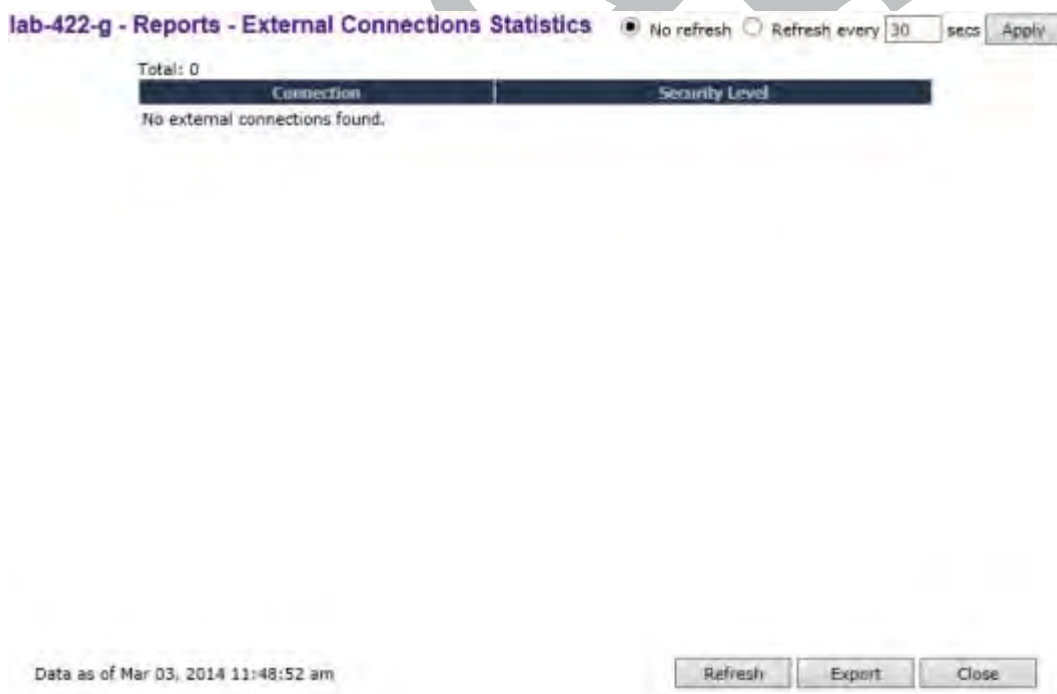 lab-422-g - Reports - External Connections Statistics No refresh Refresh every 30 secs Apply
Total: 0
Connection Security Level
No external connections found.
Data as of Mar 03, 2014 11:48:52 am Refresh Export Close